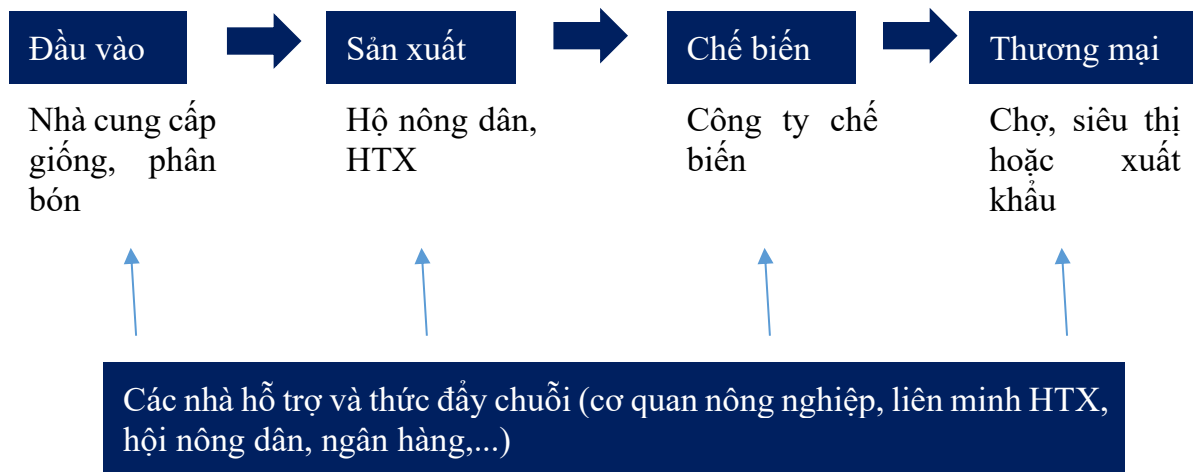 Đầu vào
Sản xuất
Chế biến
Thương mại
Nhà cung cấp
giống, phân
bón
Hộ nông dân,
HTX
Công ty chế
biến
Chợ, siêu thị
hoặc xuất
khẩu
Các nhà hỗ trợ và thức đẩy chuỗi (cơ quan nông nghiệp, liên minh HTX,
hội nông dân, ngân hàng,...)